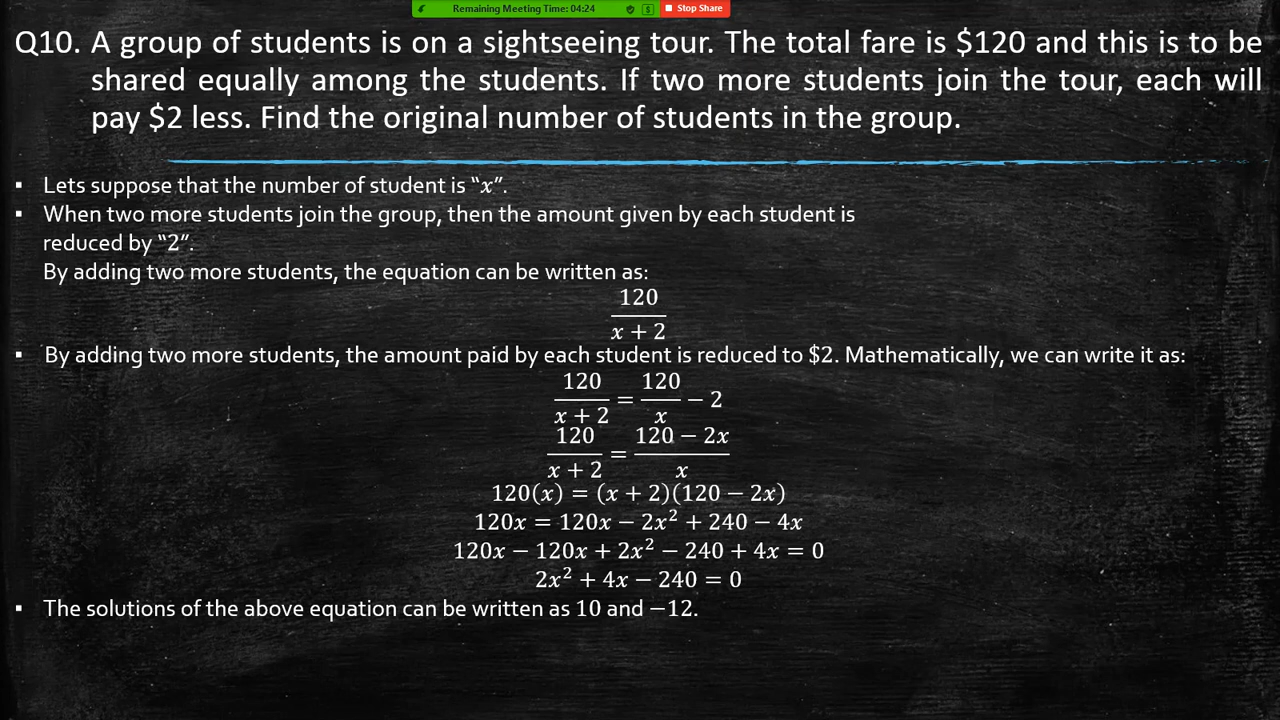 Remaining Meeting Time: 04:24
Stop Share
Q10. A group of students is on a sightseeing tour. The total fare is $120 and this is to be
shared equally among the students. If two more students join the tour, each will
pay $2 less. Find the original number of students in the group.
▪ Lets suppose that the number of student is “x”.
▪ When two more students join the group, then the amount given by each student is
reduced by “2”.
By adding two more students, the equation can be written as:
120
x + 2
▪ By adding two more students, the amount paid by each student is reduced to $2. Mathematically, we can write it as:
120/(x + 2) = 120/x − 2
120/(x + 2) = (120 − 2x)/x
120(x) = (x + 2)(120 − 2x)
120x = 120x − 2x² + 240 − 4x
120x − 120x + 2x² − 240 + 4x = 0
2x² + 4x − 240 = 0
▪ The solutions of the above equation can be written as 10 and −12.